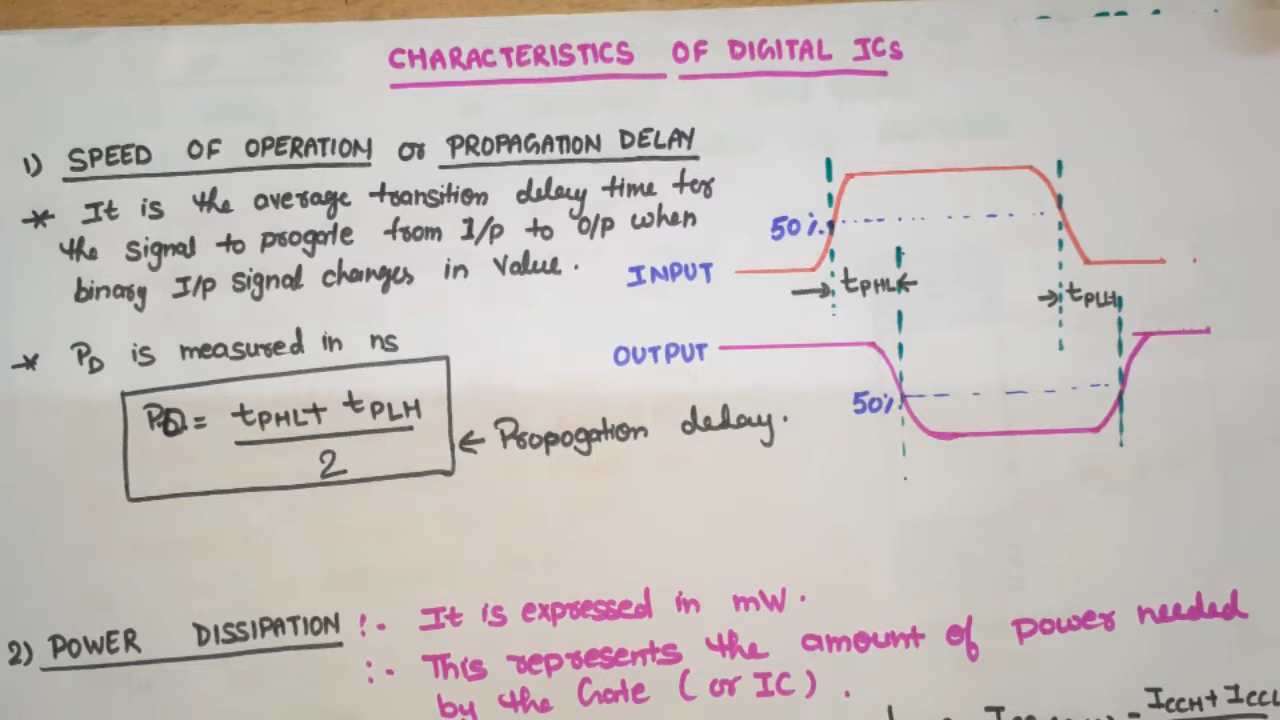 CHARACTERISTICS OF DIGITAL ICs
1) SPEED OF OPERATION or PROPAGATION DELAY
* It is the average transition delay time for
the signal to progate from I/p to O/p when
binary I/p signal changes in value.
* PD is measured in ns
PD = tPHL + tPLH
2
← Propogation delay.
50%
INPUT
tPHL
tPLH
OUTPUT
50%
2) POWER DISSIPATION :- It is expressed in mW.
:- This represents the amount of power needed
by the Gate (or IC).
ICCH + ICCL